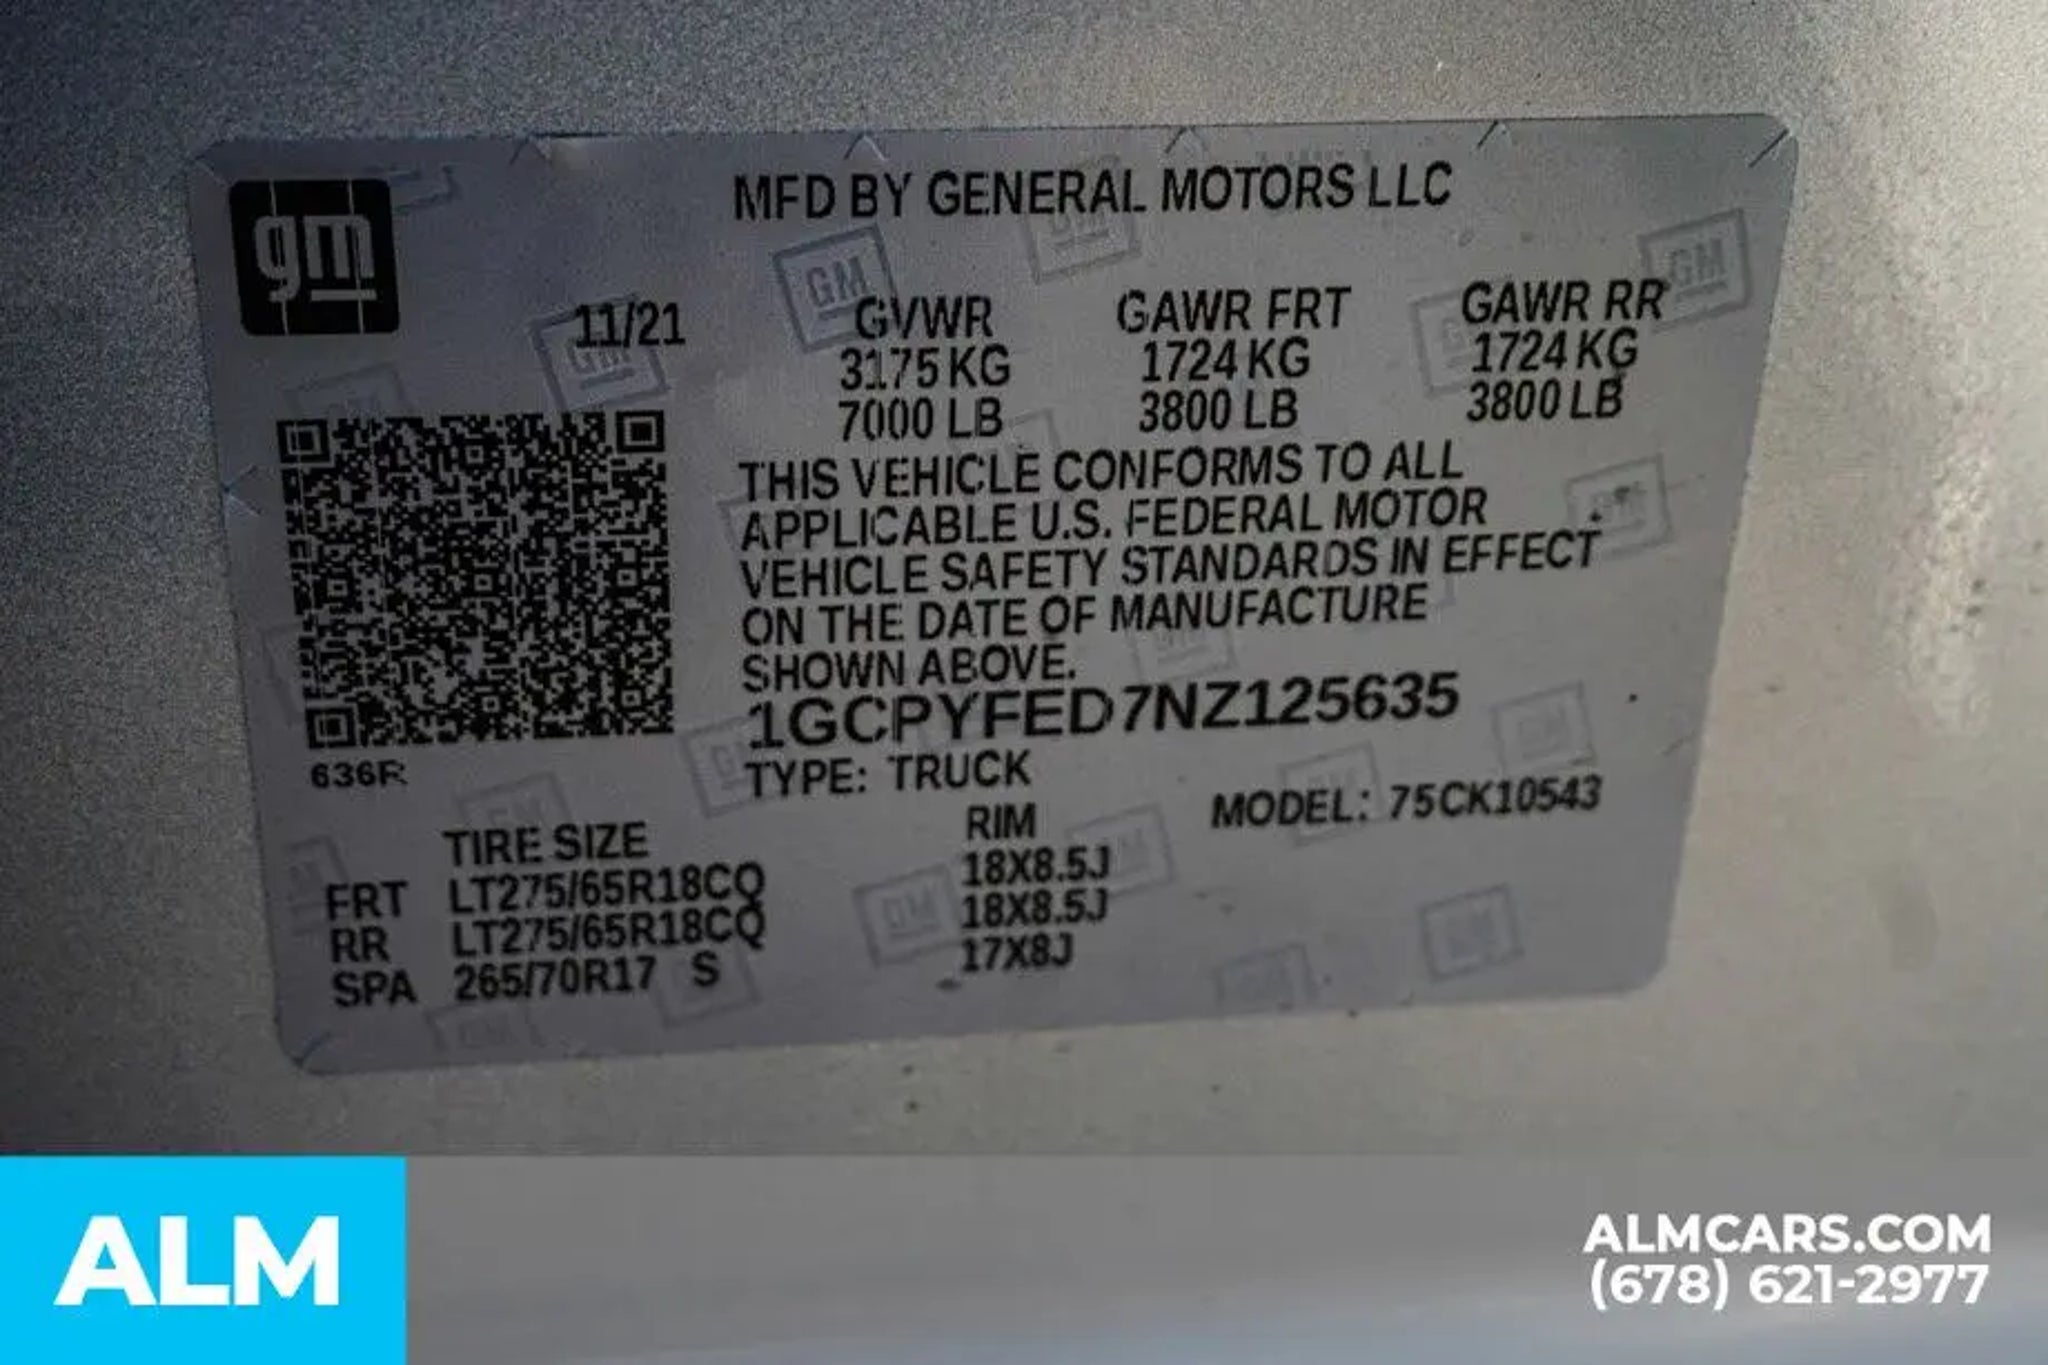 gm
MFD BY GENERAL MOTORS LLC
11/21
GVWR GAWR FRT GAWR RR
3175 KG 1724 KG 1724 KG
7000 LB 3800 LB 3800 LB
THIS VEHICLE CONFORMS TO ALL
APPLICABLE U.S. FEDERAL MOTOR
VEHICLE SAFETY STANDARDS IN EFFECT
ON THE DATE OF MANUFACTURE
SHOWN ABOVE.
1GCPYFED7NZ125635
636R
TYPE: TRUCK MODEL: 75CK10543
TIRE SIZE RIM
FRT LT275/65R18CQ 18X8.5J
RR LT275/65R18CQ 18X8.5J
SPA 265/70R17 S 17X8J
ALM
ALMCARS.COM
(678) 621-2977